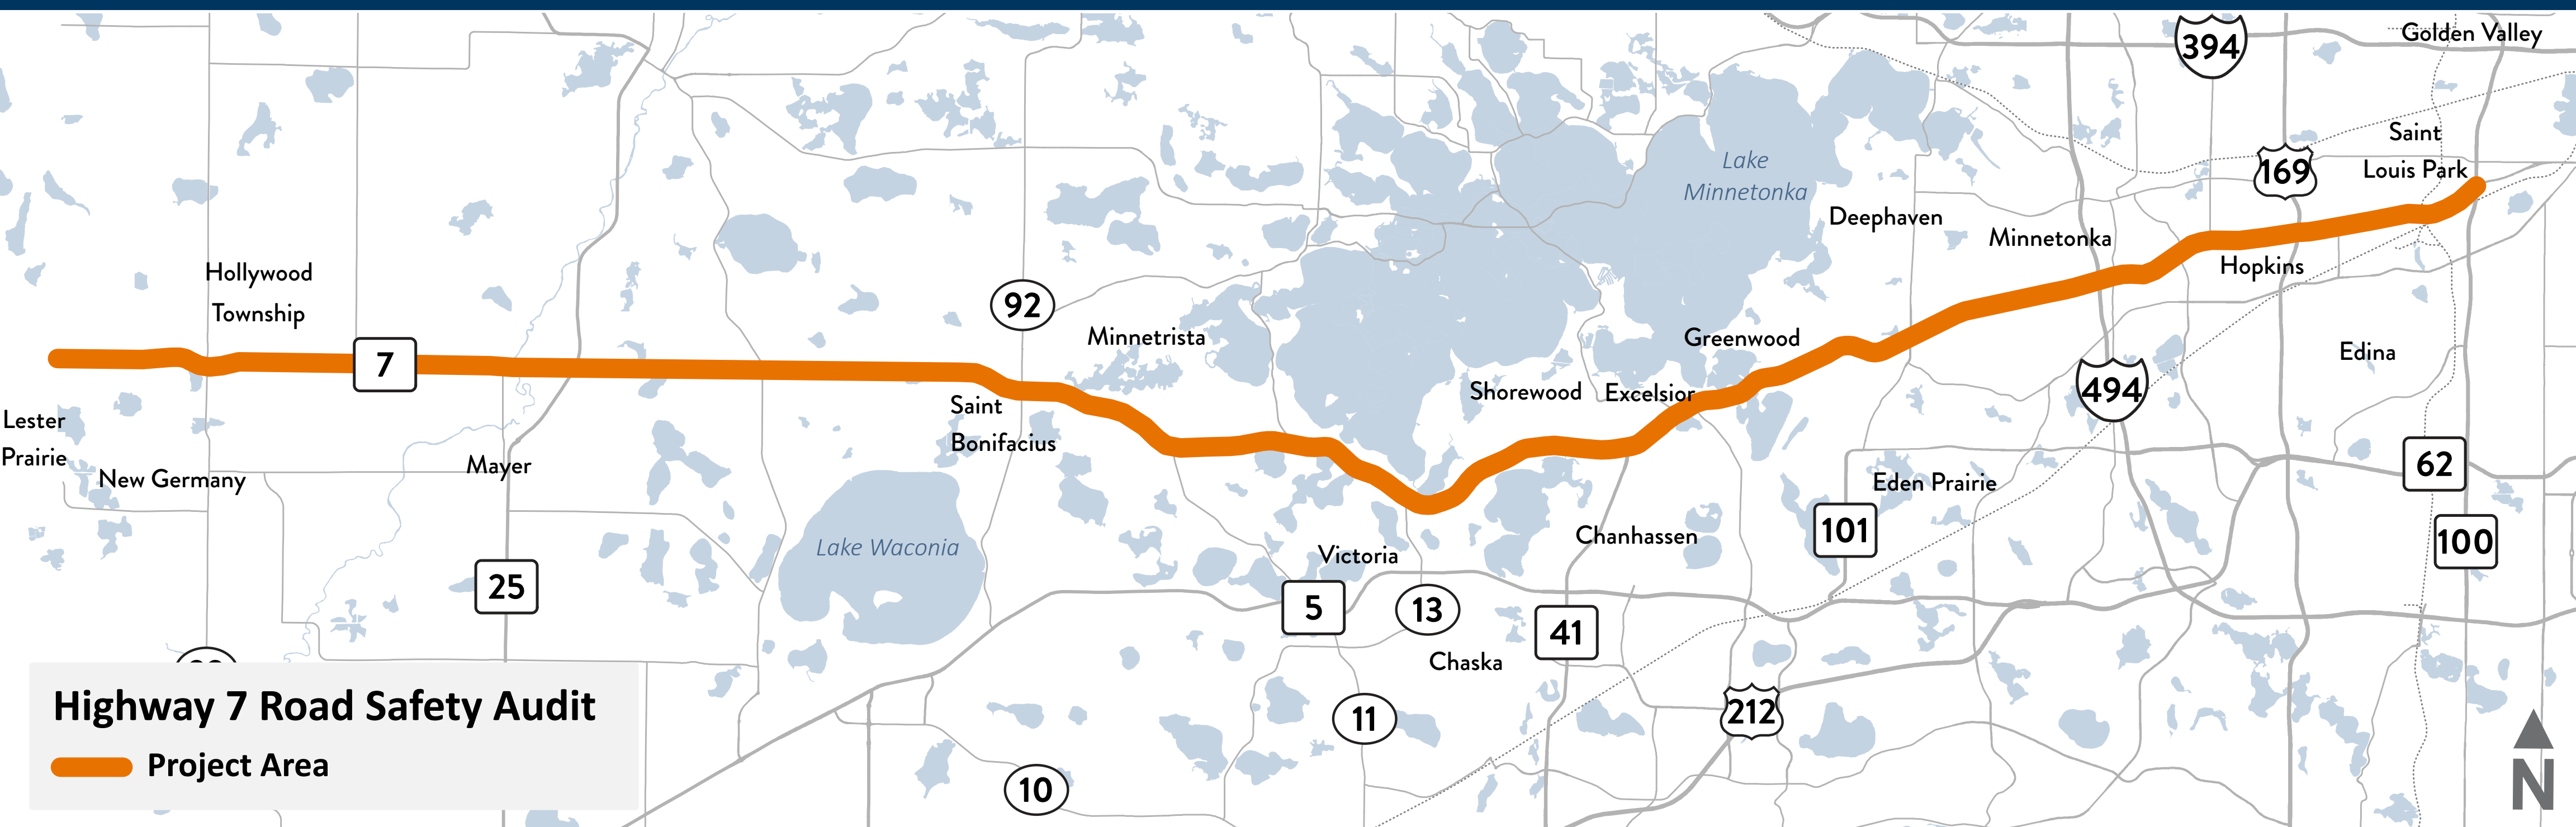 394
Golden Valley
Saint
Louis Park
169
Lake
Minnetonka
Deephaven
Minnetonka
Hopkins
Hollywood
Township
92
Minnetrista
Greenwood
Edina
7
494
Shorewood
Excelsior
Lester
Prairie
Saint
Bonifacius
New Germany
Mayer
62
Eden Prairie
101
Chanhassen
100
Lake Waconia
Victoria
25
5
13
41
Chaska
212
11
10
Highway 7 Road Safety Audit
Project Area
N